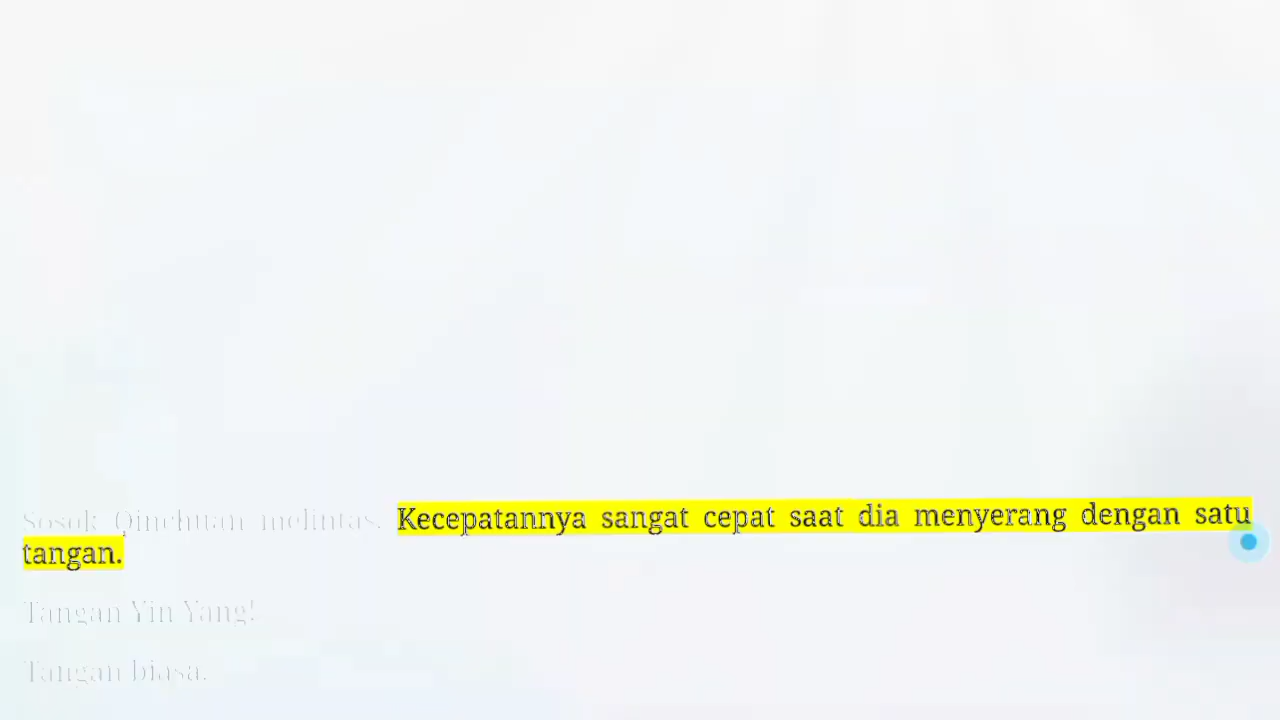 Sosok Qinchuan melintas. Kecepatannya sangat cepat saat dia menyerang dengan satu
tangan.
Tangan Yin Yang!
Tangan biasa.